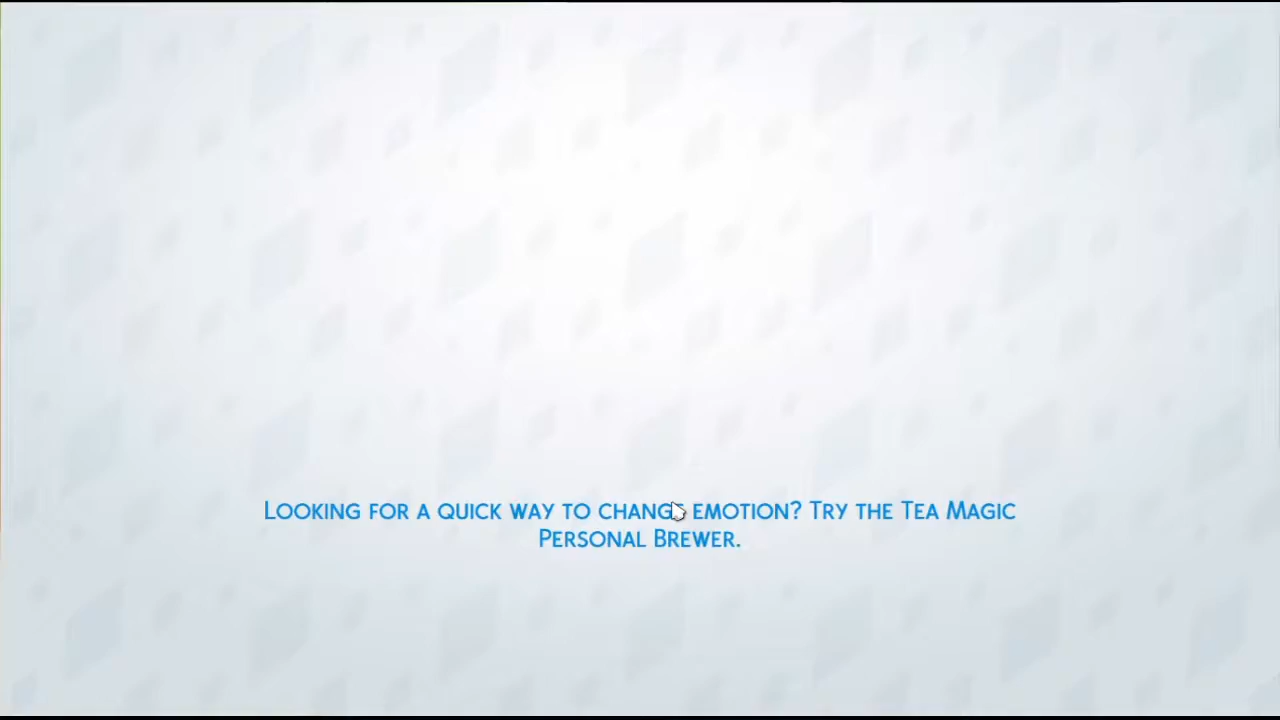 Looking for a quick way to change emotion? Try the Tea Magic
Personal Brewer.